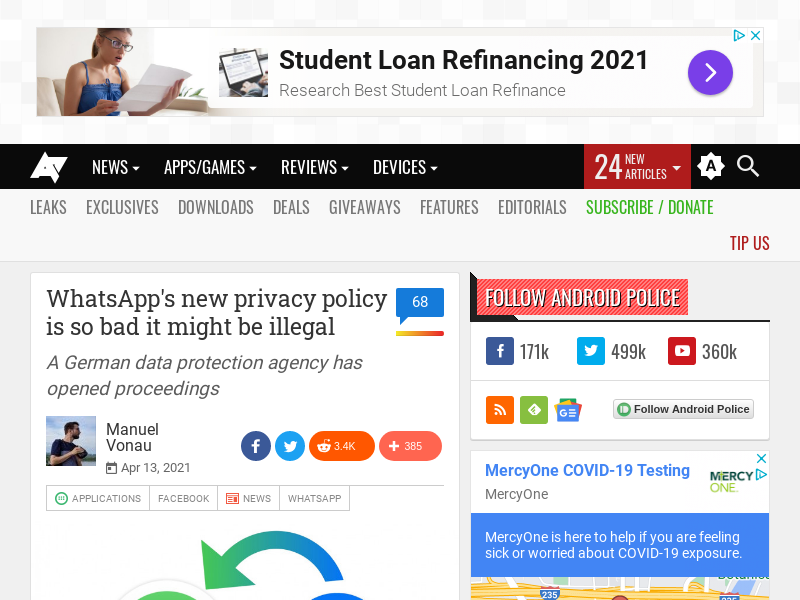 Student Loan Refinancing 2021
Research Best Student Loan Refinance
NEWS
APPS/GAMES
REVIEWS
DEVICES
24 NEW ARTICLES
A
LEAKS
EXCLUSIVES
DOWNLOADS
DEALS
GIVEAWAYS
FEATURES
EDITORIALS
SUBSCRIBE / DONATE
TIP US
WhatsApp's new privacy policy
is so bad it might be illegal
68
A German data protection agency has
opened proceedings
Manuel
Vonau
Apr 13, 2021
3.4K
385
APPLICATIONS
FACEBOOK
NEWS
WHATSAPP
FOLLOW ANDROID POLICE
171k
499k
360k
Follow Android Police
MercyOne COVID-19 Testing
MercyOne
MERCY
ONE.
MercyOne is here to help if you are feeling
sick or worried about COVID-19 exposure.
235
235